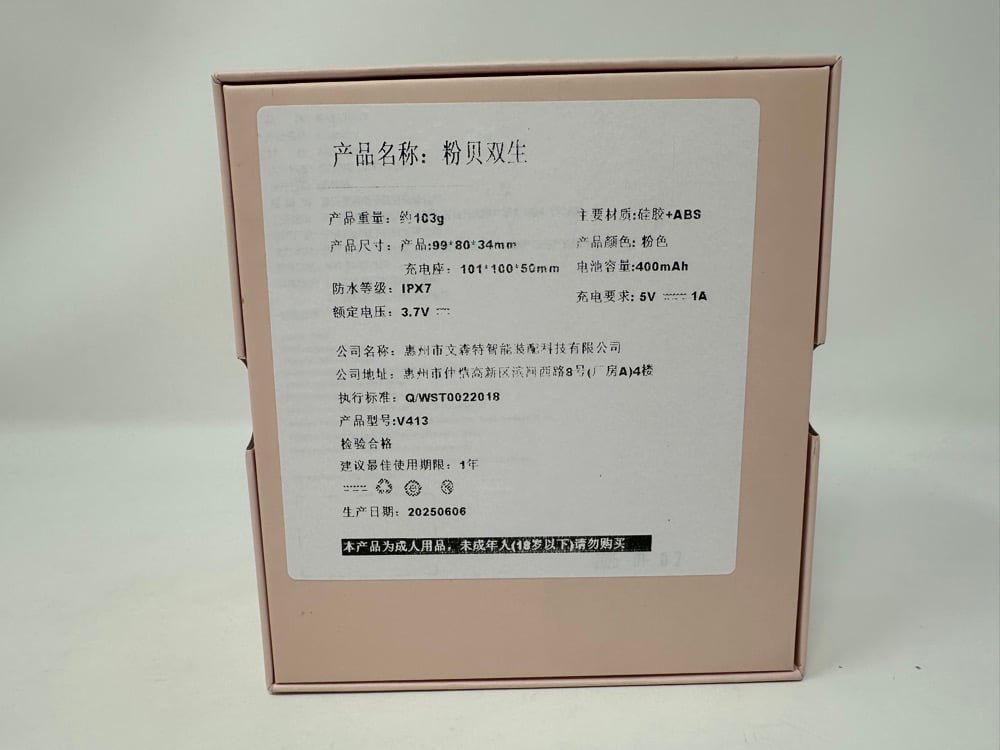 产品名称：粉贝双生
产品重量：约103g 主要材质:硅胶+ABS
产品尺寸：产品:99*80*34mm 产品颜色:粉色
充电座：101*100*50mm 电池容量:400mAh
防水等级：IPX7
充电要求:5V 1A
额定电压：3.7V
公司名称：惠州市文森特智能装配科技有限公司
公司地址：惠州市仲恺高新区滨河西路8号(厂房A)4楼
执行标准：Q/WST0022018
产品型号:V413
检验合格
建议最佳使用期限：1年
生产日期：20250606
本产品为成人用品，未成年人(18岁以下)请勿购买